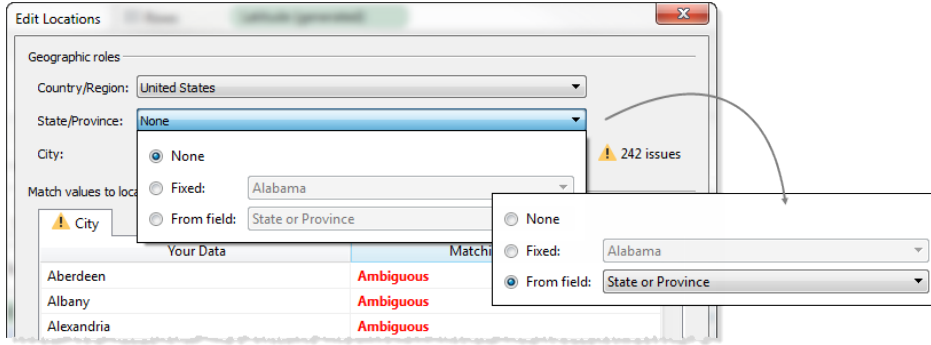 Edit Locations
Geographic roles
Country/Region: United States
State/Province: None
City:
None
242 issues
Fixed: Alabama
From field: State or Province
Match values to loca
City
Your Data
Matchi
Aberdeen Ambiguous
Albany Ambiguous
Alexandria Ambiguous
None
Fixed: Alabama
From field: State or Province